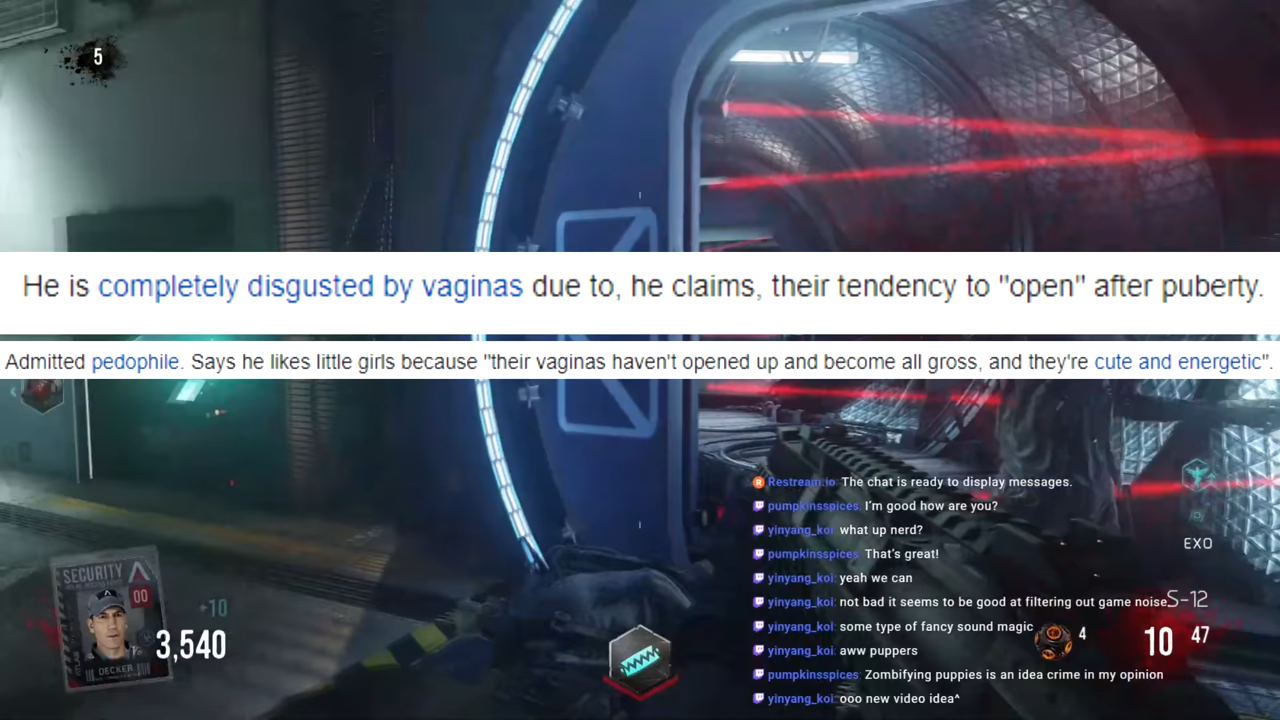 5
He is completely disgusted by vaginas due to, he claims, their tendency to "open" after puberty.
Admitted pedophile. Says he likes little girls because "their vaginas haven't opened up and become all gross, and they're cute and energetic".
Restream.io: The chat is ready to display messages.
pumpkinsspices: I'm good how are you?
yinyang_koi: what up nerd?
pumpkinsspices: That's great!
yinyang_koi: yeah we can
yinyang_koi: not bad it seems to be good at filtering out game noise
yinyang_koi: some type of fancy sound magic
yinyang_koi: aww puppers
pumpkinsspices: Zombifying puppies is an idea crime in my opinion
yinyang_koi: ooo new video idea^
EXO
S-12
4
10 47
SECURITY
00
ATLAS
DECKER
+10
3,540